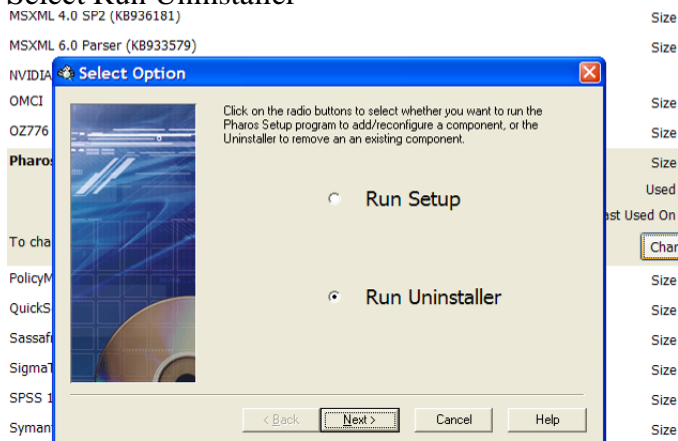 Select Run Uninstaller
MSXML 4.0 SP2 (KB936181) Size
MSXML 6.0 Parser (KB933579) Size
NVIDIA
Select Option
OMCI Size
OZ776 Size
Click on the radio buttons to select whether you want to run the
Pharos Setup program to add/reconfigure a component, or the
Uninstaller to remove an an existing component.
Pharos Size
Used
Run Setup
ast Used On
To cha Char
PolicyM Size
Run Uninstaller
QuickS Size
Sassafr Size
SigmaT Size
SPSS 1 Size
< Back Next > Cancel Help
Symant Size